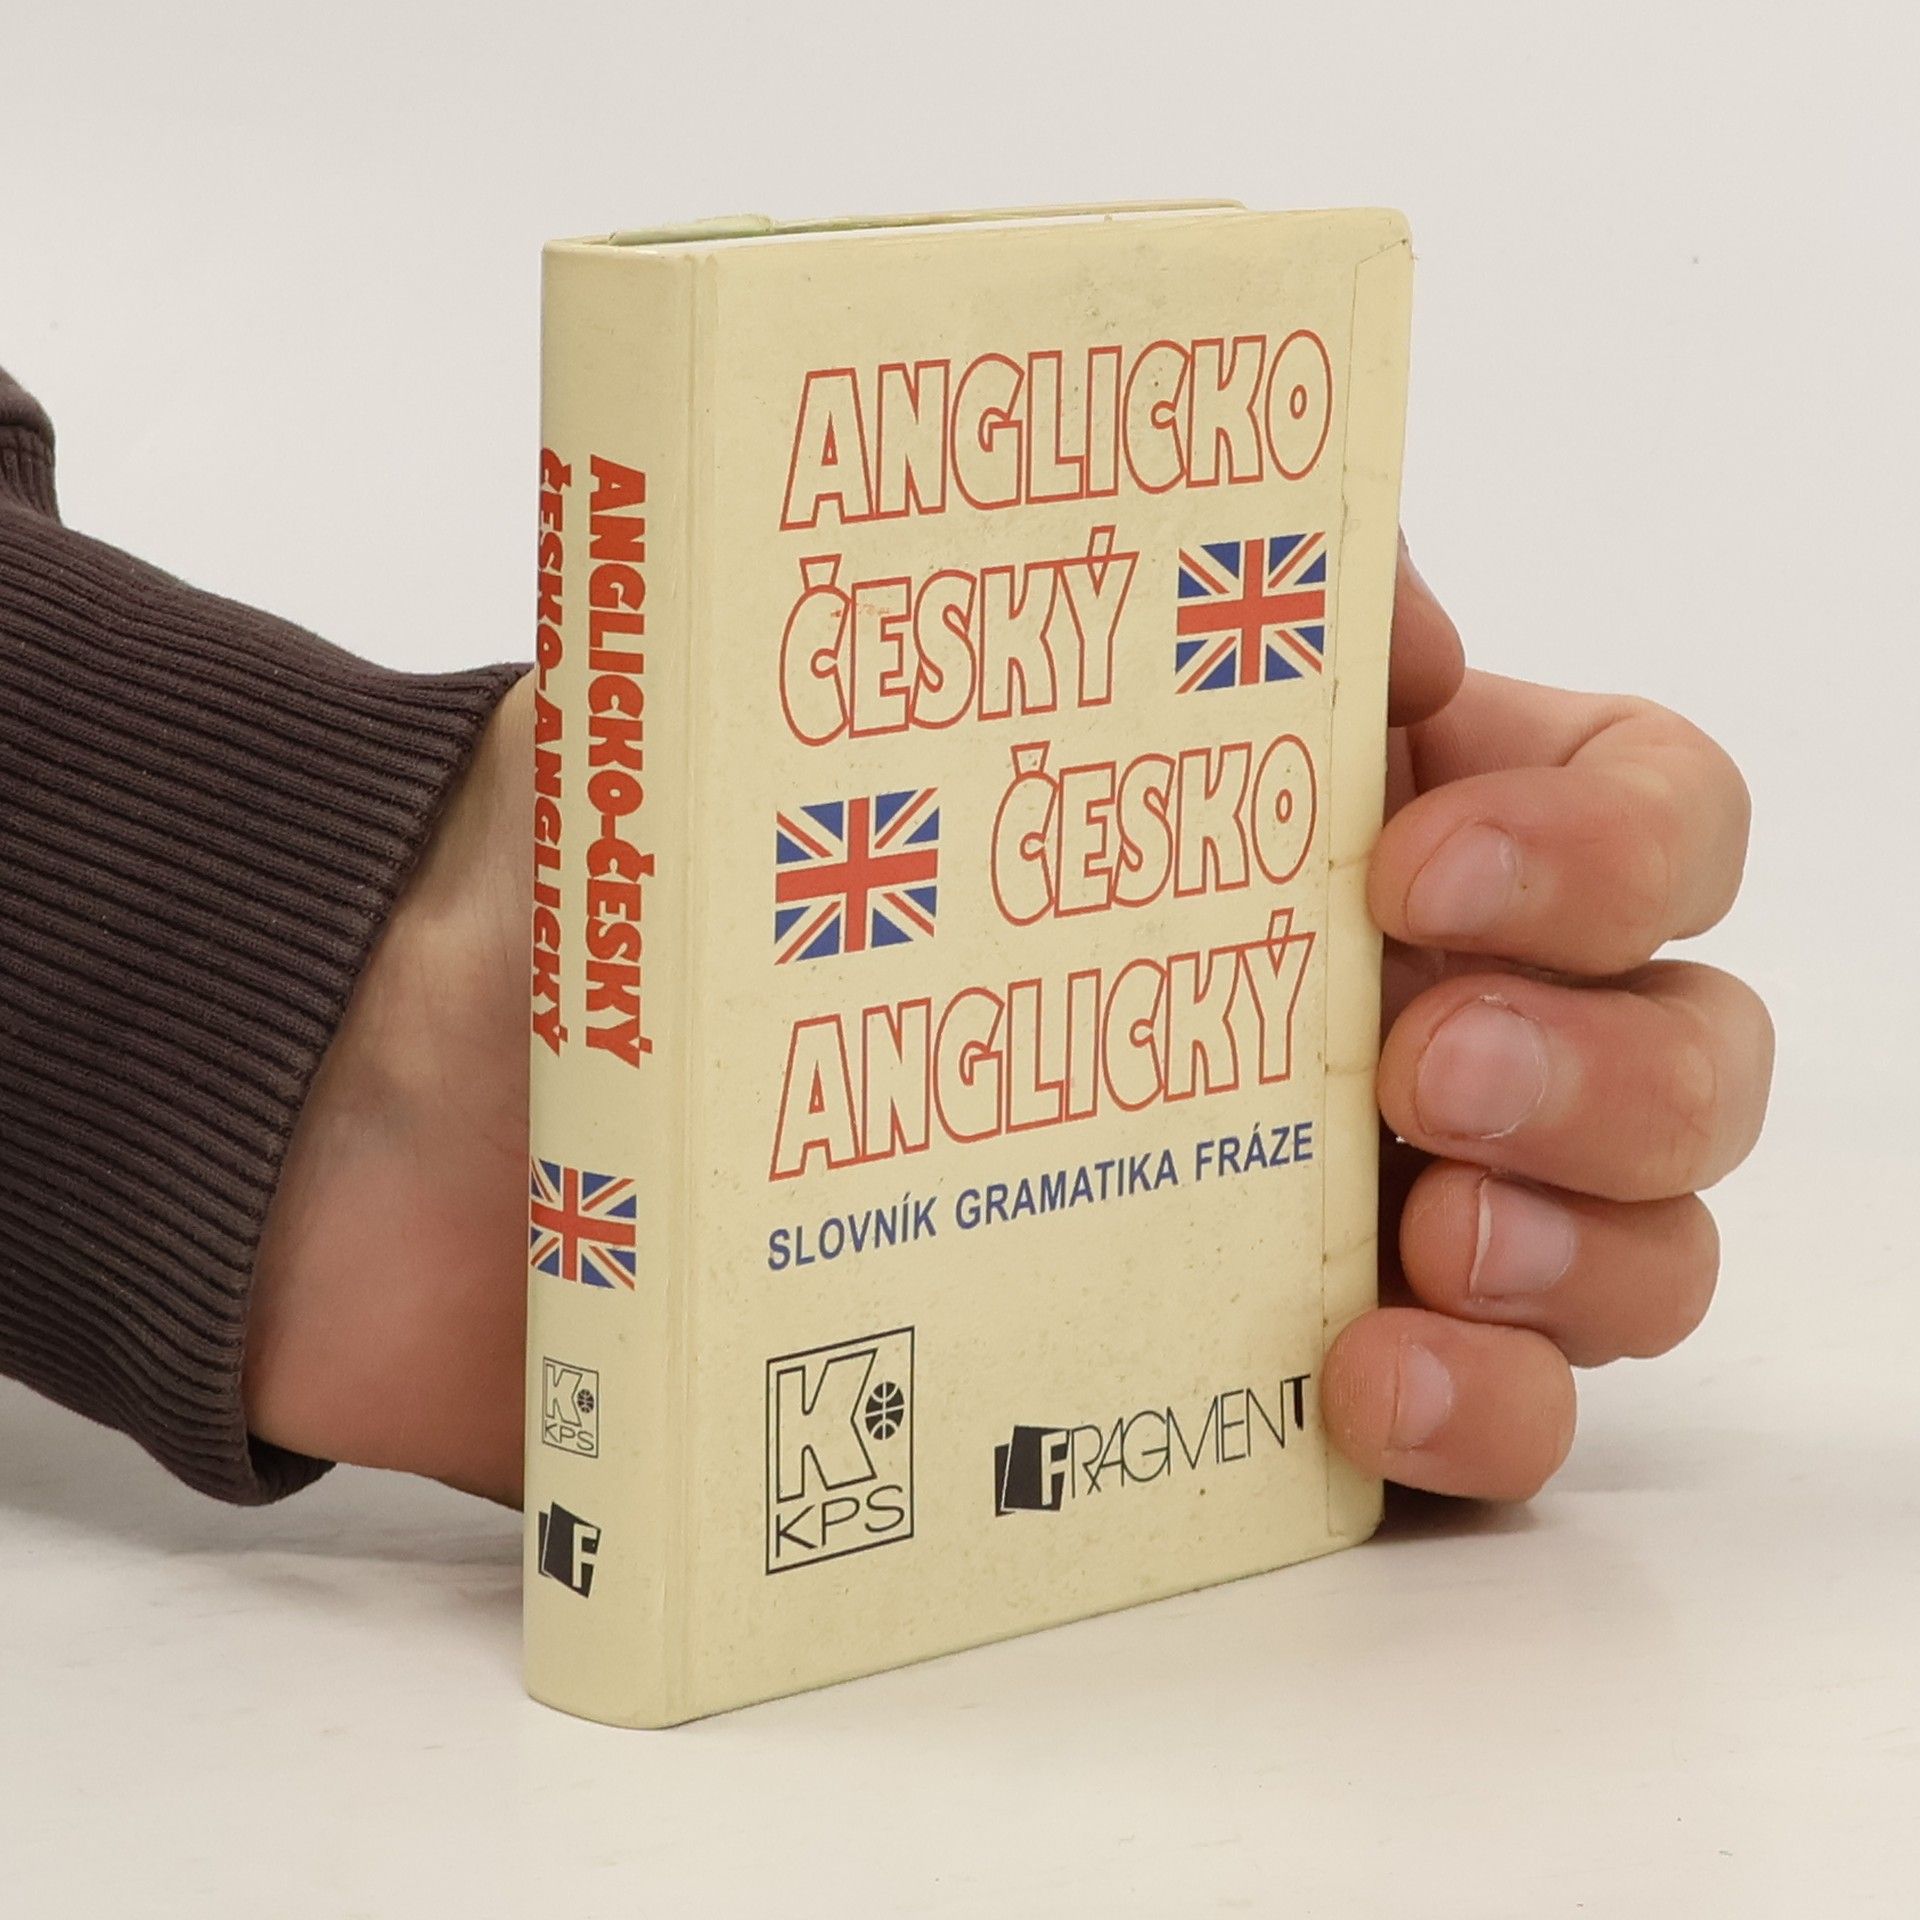 ANGLICKO
ČESKÝ
ČESKO
ANGLICKÝ
SLOVNÍK GRAMATIKA FRÁZE
K
KPS
FRAGMENT
ANGLICKO-ČESKÝ
ČESKO-ANGLICKÝ
K
KPS
F